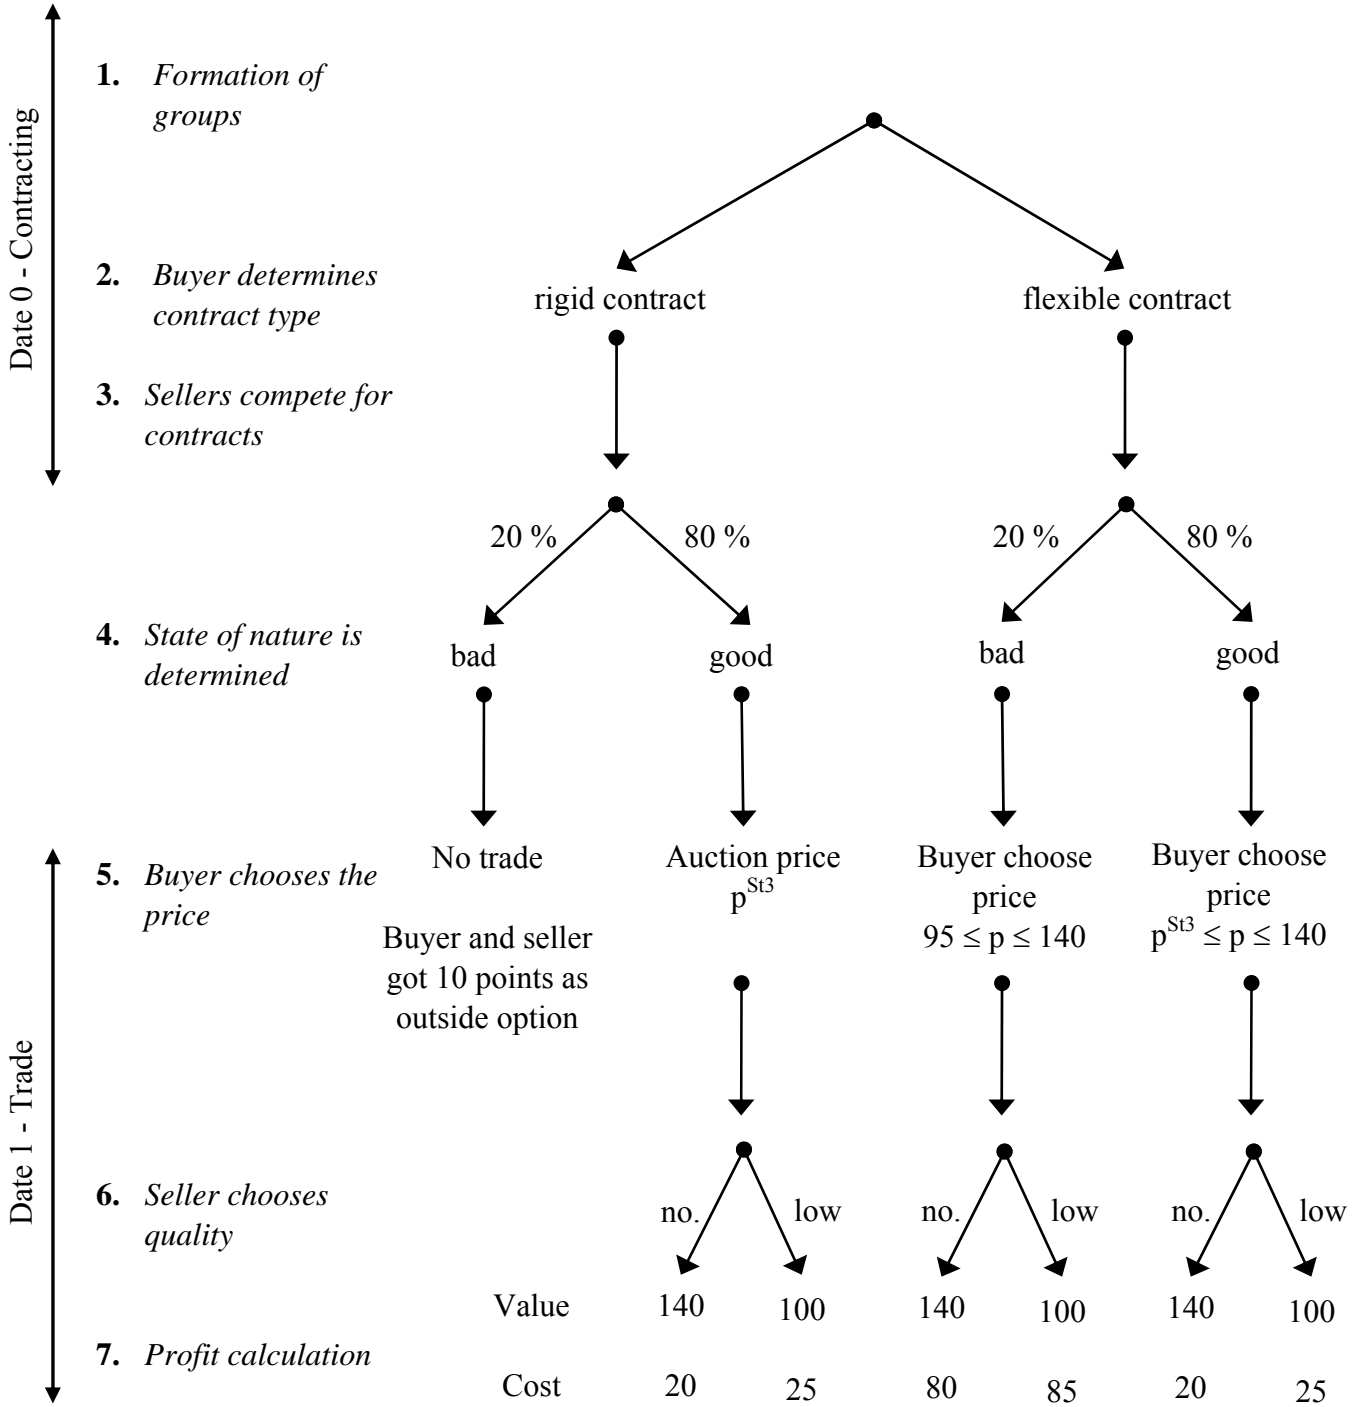 Date 0 - Contracting
1. Formation of
groups
2. Buyer determines
contract type
rigid contract
flexible contract
3. Sellers compete for
contracts
20 %
80 %
20 %
80 %
4. State of nature is
determined
bad
good
bad
good
Date 1 - Trade
5. Buyer chooses the
price
No trade
Buyer and seller
got 10 points as
outside option
Auction price
p^St3
Buyer choose
price
95 ≤ p ≤ 140
Buyer choose
price
p^St3 ≤ p ≤ 140
6. Seller chooses
quality
no.
low
no.
low
no.
low
Value 140 100 140 100 140 100
7. Profit calculation
Cost 20 25 80 85 20 25